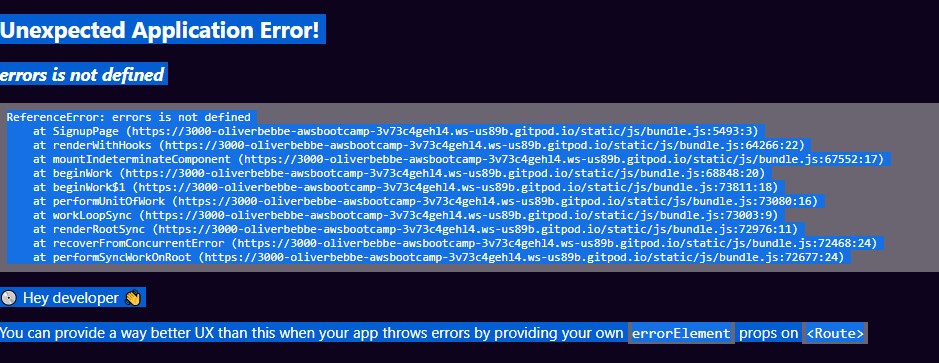 Unexpected Application Error!
errors is not defined
ReferenceError: errors is not defined
    at SignupPage (https://3000-oliverbebbe-awsbootcamp-3v73c4gehl4.ws-us89b.gitpod.io/static/js/bundle.js:5493:3)
    at renderWithHooks (https://3000-oliverbebbe-awsbootcamp-3v73c4gehl4.ws-us89b.gitpod.io/static/js/bundle.js:64266:22)
    at mountIndeterminateComponent (https://3000-oliverbebbe-awsbootcamp-3v73c4gehl4.ws-us89b.gitpod.io/static/js/bundle.js:67552:17)
    at beginWork (https://3000-oliverbebbe-awsbootcamp-3v73c4gehl4.ws-us89b.gitpod.io/static/js/bundle.js:68848:20)
    at beginWork$1 (https://3000-oliverbebbe-awsbootcamp-3v73c4gehl4.ws-us89b.gitpod.io/static/js/bundle.js:73811:18)
    at performUnitOfWork (https://3000-oliverbebbe-awsbootcamp-3v73c4gehl4.ws-us89b.gitpod.io/static/js/bundle.js:73080:16)
    at workLoopSync (https://3000-oliverbebbe-awsbootcamp-3v73c4gehl4.ws-us89b.gitpod.io/static/js/bundle.js:73003:9)
    at renderRootSync (https://3000-oliverbebbe-awsbootcamp-3v73c4gehl4.ws-us89b.gitpod.io/static/js/bundle.js:72976:11)
    at recoverFromConcurrentError (https://3000-oliverbebbe-awsbootcamp-3v73c4gehl4.ws-us89b.gitpod.io/static/js/bundle.js:72468:24)
    at performSyncWorkOnRoot (https://3000-oliverbebbe-awsbootcamp-3v73c4gehl4.ws-us89b.gitpod.io/static/js/bundle.js:72677:24)
💿 Hey developer 👋
You can provide a way better UX than this when your app throws errors by providing your own errorElement props on <Route>